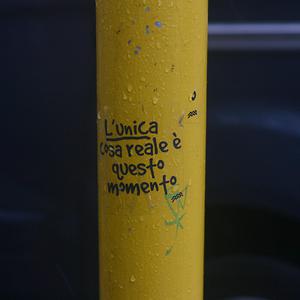 L'unica
cosa reale è
questo
momento